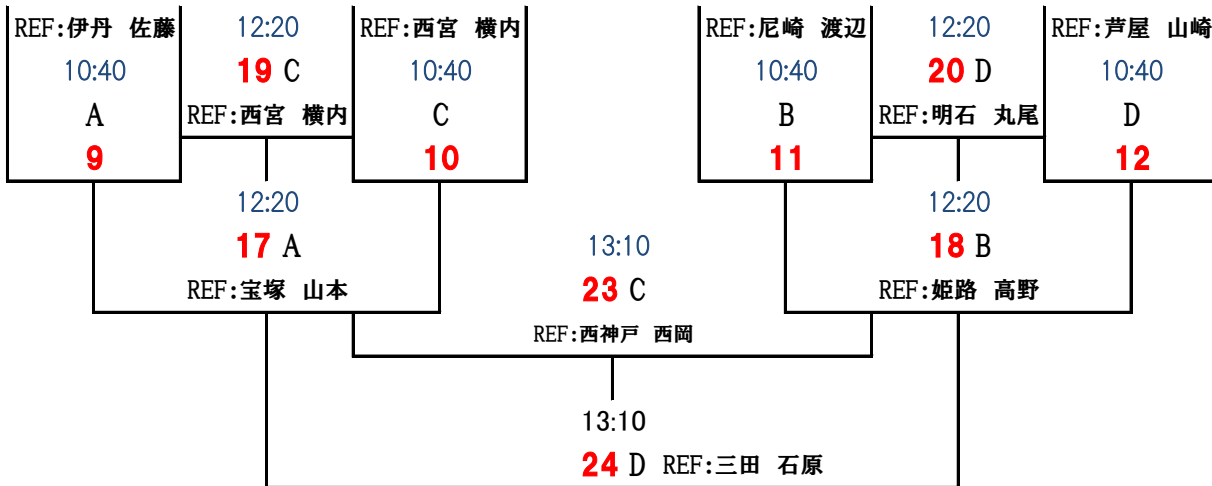 REF:伊丹 佐藤
12:20
REF:西宮 横内
REF:尼崎 渡辺
12:20
REF:芦屋 山崎
10:40
19 C
10:40
10:40
20 D
10:40
A
REF:西宮 横内
C
B
REF:明石 丸尾
D
9
10
11
12
12:20
12:20
17 A
13:10
18 B
REF:宝塚 山本
23 C
REF:姫路 高野
REF:西神戸 西岡
13:10
24 D REF:三田 石原